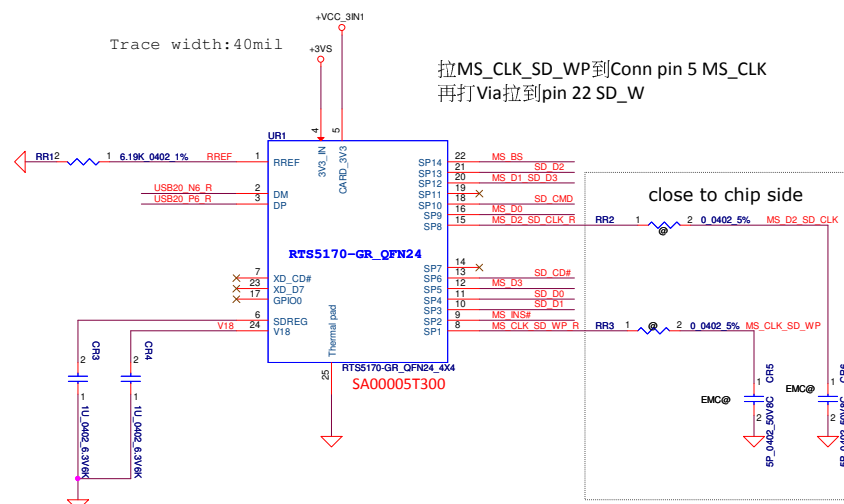 +VCC_3IN1
Trace width:40mil
+3VS
拉MS_CLK_SD_WP到Conn pin 5 MS_CLK
再打Via拉到pin 22 SD_W
UR1
4
5
RR1 2 1 6.19K_0402_1% RREF 1 RREF
3V3_IN
CARD_3V3
USB20_N6_R 2 DM
USB20_P6_R 3 DP
SP14 22 MS_BS
SP13 21 SD_D2
SP12 20 MS_D1_SD_D3
SP11 19
SP10 18 SD_CMD
SP9 16 MS_D0
SP8 15 MS_D2_SD_CLK_R RR2 1 2 0_0402_5% MS_D2_SD_CLK
@
close to chip side
RTS5170-GR_QFN24
SP7 14
SP6 13 SD_CD#
SP5 12 MS_D3
SP4 11 SD_D0
SP3 10 SD_D1
SP2 9 MS_INS#
SP1 8 MS_CLK_SD_WP_R RR3 1 2 0_0402_5% MS_CLK_SD_WP
@
7 XD_CD#
23 XD_D7
17 GPIO0
6 SDREG
V18 24 V18
Thermal pad
25
RTS5170-GR_QFN24_4X4
SA00005T300
CR3
2
1
1U_0402_6.3V6K
CR4
2
1
1U_0402_6.3V6K
EMC@
1
2
CR5
5P_0402_50V8C
EMC@
1
2
CR6
5P_0402_50V8C